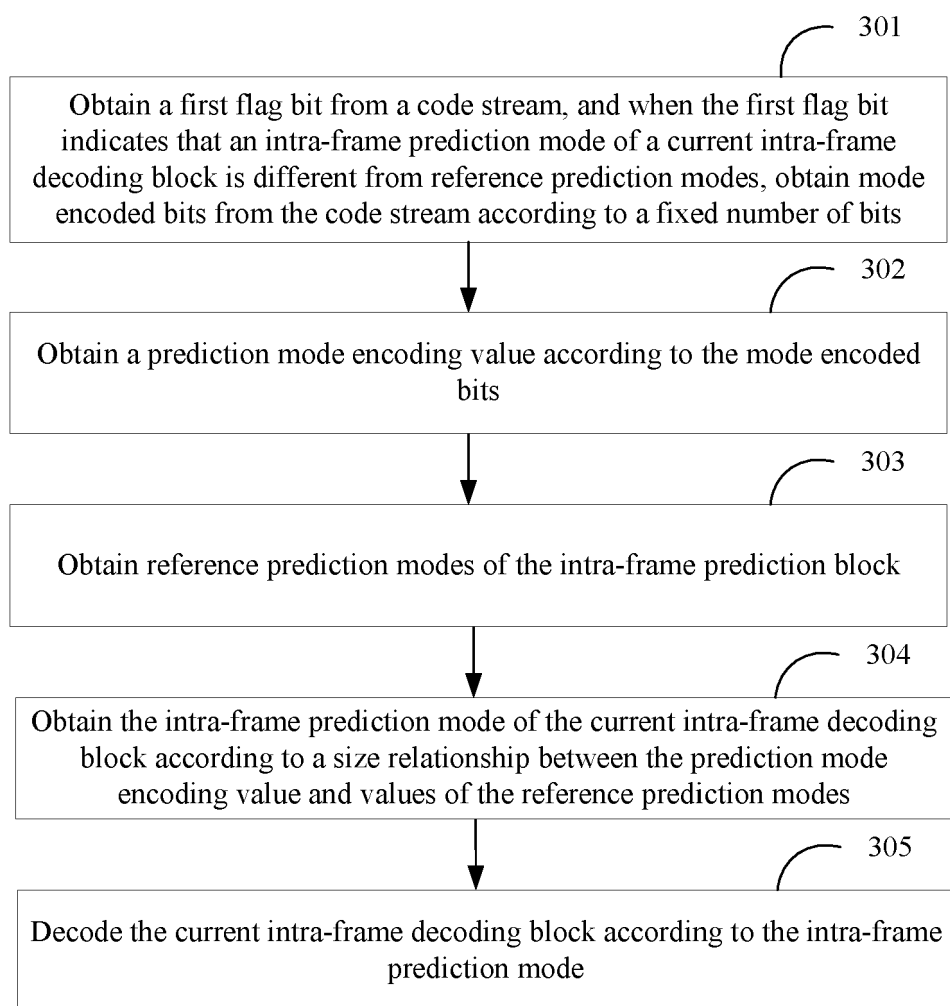 301
Obtain a first flag bit from a code stream, and when the first flag bit
indicates that an intra-frame prediction mode of a current intra-frame
decoding block is different from reference prediction modes, obtain mode
encoded bits from the code stream according to a fixed number of bits
302
Obtain a prediction mode encoding value according to the mode encoded
bits
303
Obtain reference prediction modes of the intra-frame prediction block
304
Obtain the intra-frame prediction mode of the current intra-frame decoding
block according to a size relationship between the prediction mode
encoding value and values of the reference prediction modes
305
Decode the current intra-frame decoding block according to the intra-frame
prediction mode